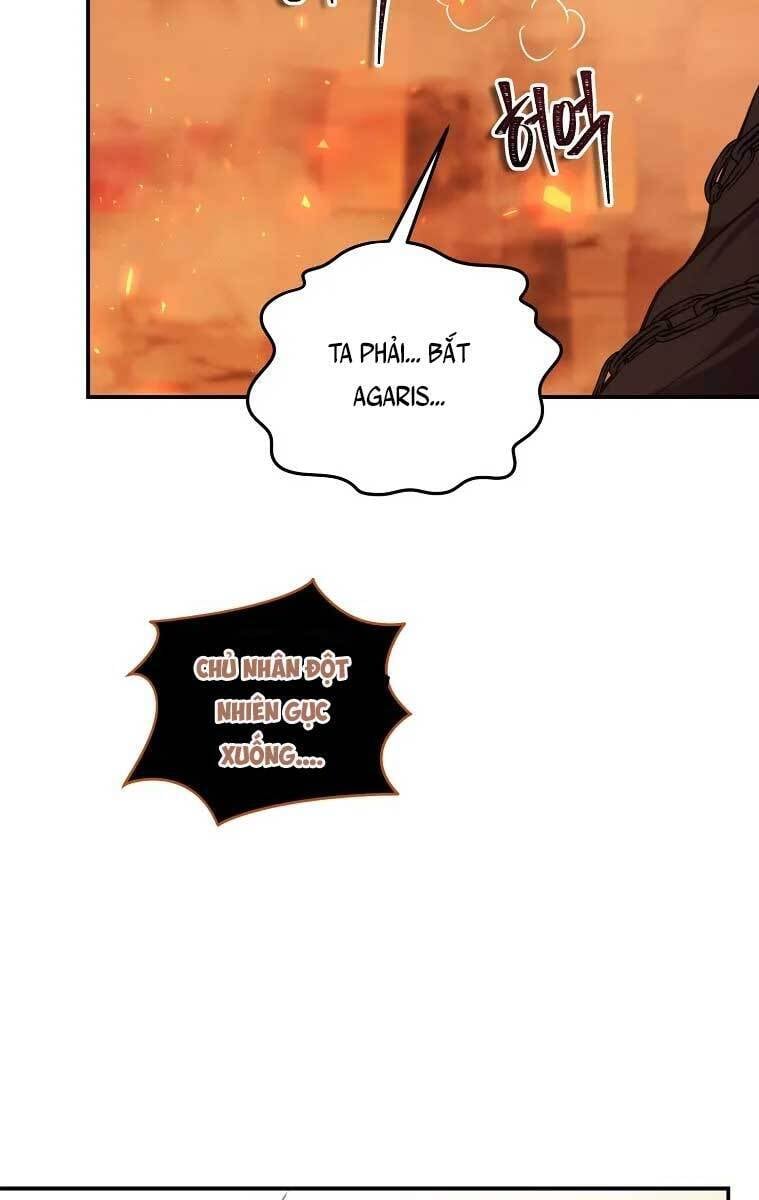 허억
TA PHẢI... BẮT
AGARIS...
CHỦ NHÂN ĐỘT
NHIÊN GỤC
XUỐNG....